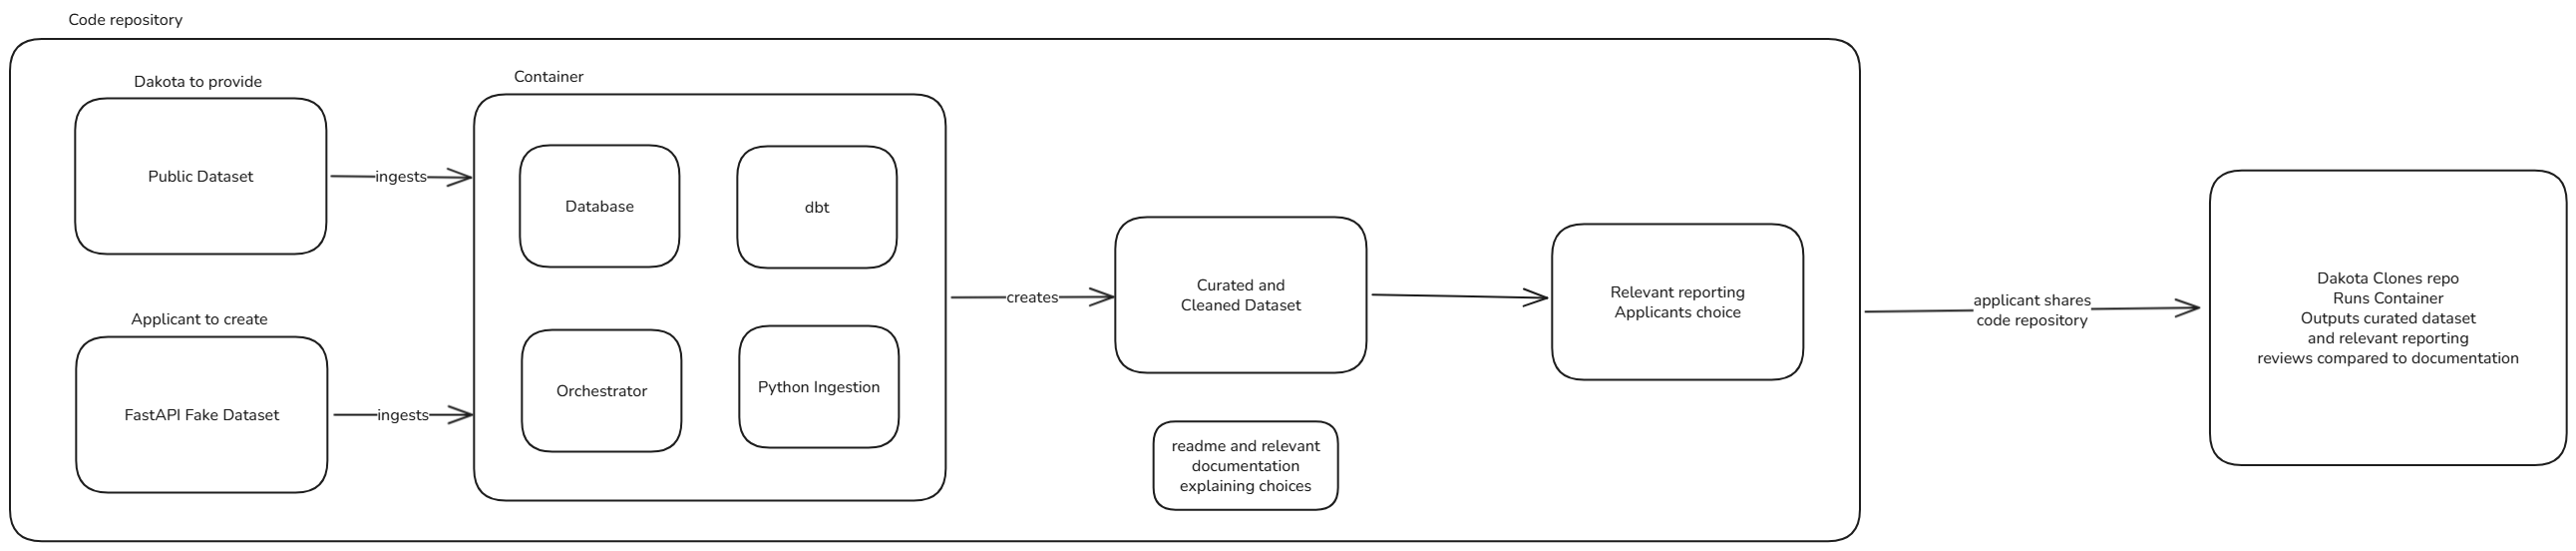 Code repository
Dakota to provide
Public Dataset
ingests
Applicant to create
FastAPI Fake Dataset
ingests
Container
Database
dbt
Orchestrator
Python Ingestion
creates
Curated and
Cleaned Dataset
readme and relevant
documentation
explaining choices
Relevant reporting
Applicants choice
applicant shares
code repository
Dakota Clones repo
Runs Container
Outputs curated dataset
and relevant reporting
reviews compared to documentation